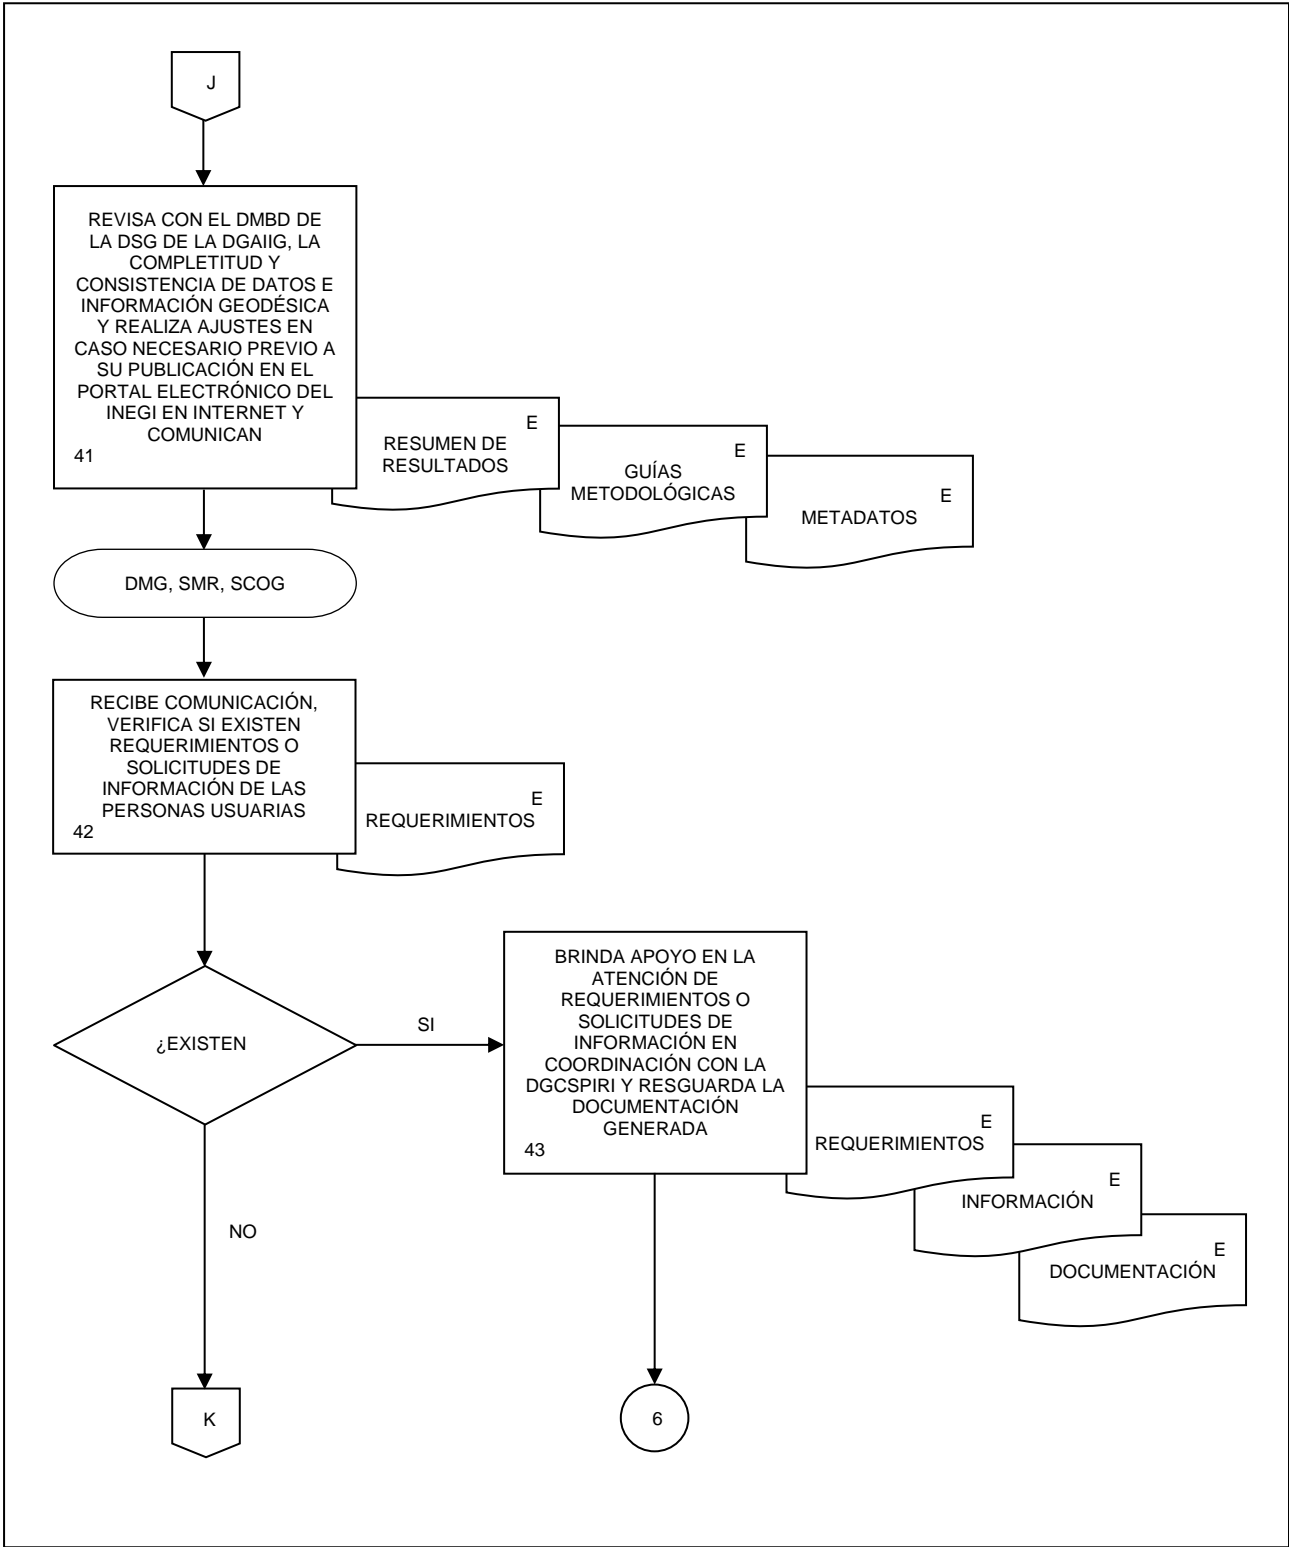 J
REVISA CON EL DMBD DE
LA DSG DE LA DGAIIG, LA
COMPLETITUD Y
CONSISTENCIA DE DATOS E
INFORMACIÓN GEODÉSICA
Y REALIZA AJUSTES EN
CASO NECESARIO PREVIO A
SU PUBLICACIÓN EN EL
PORTAL ELECTRÓNICO DEL
INEGI EN INTERNET Y
COMUNICAN
41
E
RESUMEN DE
RESULTADOS
E
GUÍAS
METODOLÓGICAS
E
METADATOS
DMG, SMR, SCOG
RECIBE COMUNICACIÓN,
VERIFICA SI EXISTEN
REQUERIMIENTOS O
SOLICITUDES DE
INFORMACIÓN DE LAS
PERSONAS USUARIAS
42
E
REQUERIMIENTOS
¿EXISTEN
SI
BRINDA APOYO EN LA
ATENCIÓN DE
REQUERIMIENTOS O
SOLICITUDES DE
INFORMACIÓN EN
COORDINACIÓN CON LA
DGCSPIRI Y RESGUARDA LA
DOCUMENTACIÓN
GENERADA
43
E
REQUERIMIENTOS
E
INFORMACIÓN
E
DOCUMENTACIÓN
NO
K
6